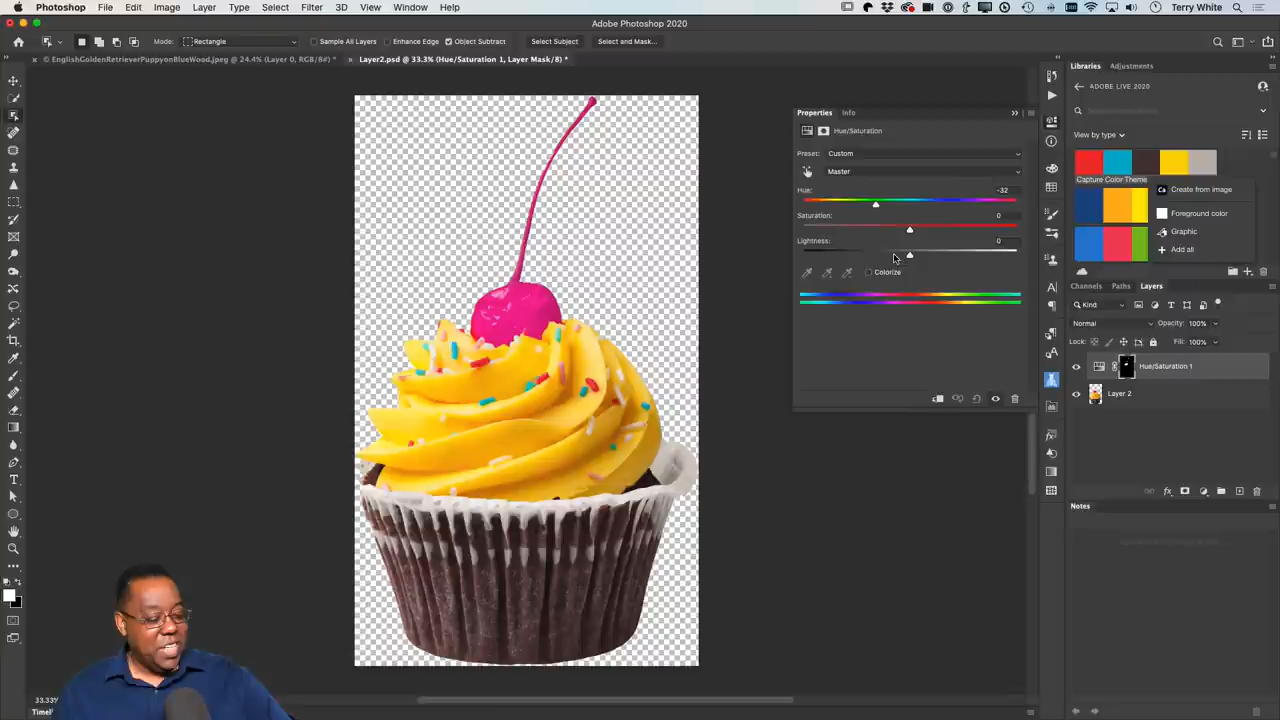 Photoshop File Edit Image Layer Type Select Filter 3D View Window Help Terry White
Adobe Photoshop 2020
Mode: Rectangle Sample All Layers Enhance Edge Object Subtract Select Subject Select and Mask...
© EnglishGoldenRetrieverPuppyonBlueWood.jpeg @ 24.4% (Layer 0, RGB/8#) * Layer2.psd @ 33.3% (Hue/Saturation 1, Layer Mask/8) *
Libraries Adjustments
ADOBE LIVE 2020
View by type
Capture Color Theme
Create from image
Foreground color
Graphic
Add all
Properties Info
Hue/Saturation
Preset: Custom
Master
Hue: -32
Saturation: 0
Lightness: 0
Colorize
Channels Paths Layers
Kind
Normal Opacity: 100%
Lock: Fill: 100%
Hue/Saturation 1
Layer 2
Notes
33.33%
Timel